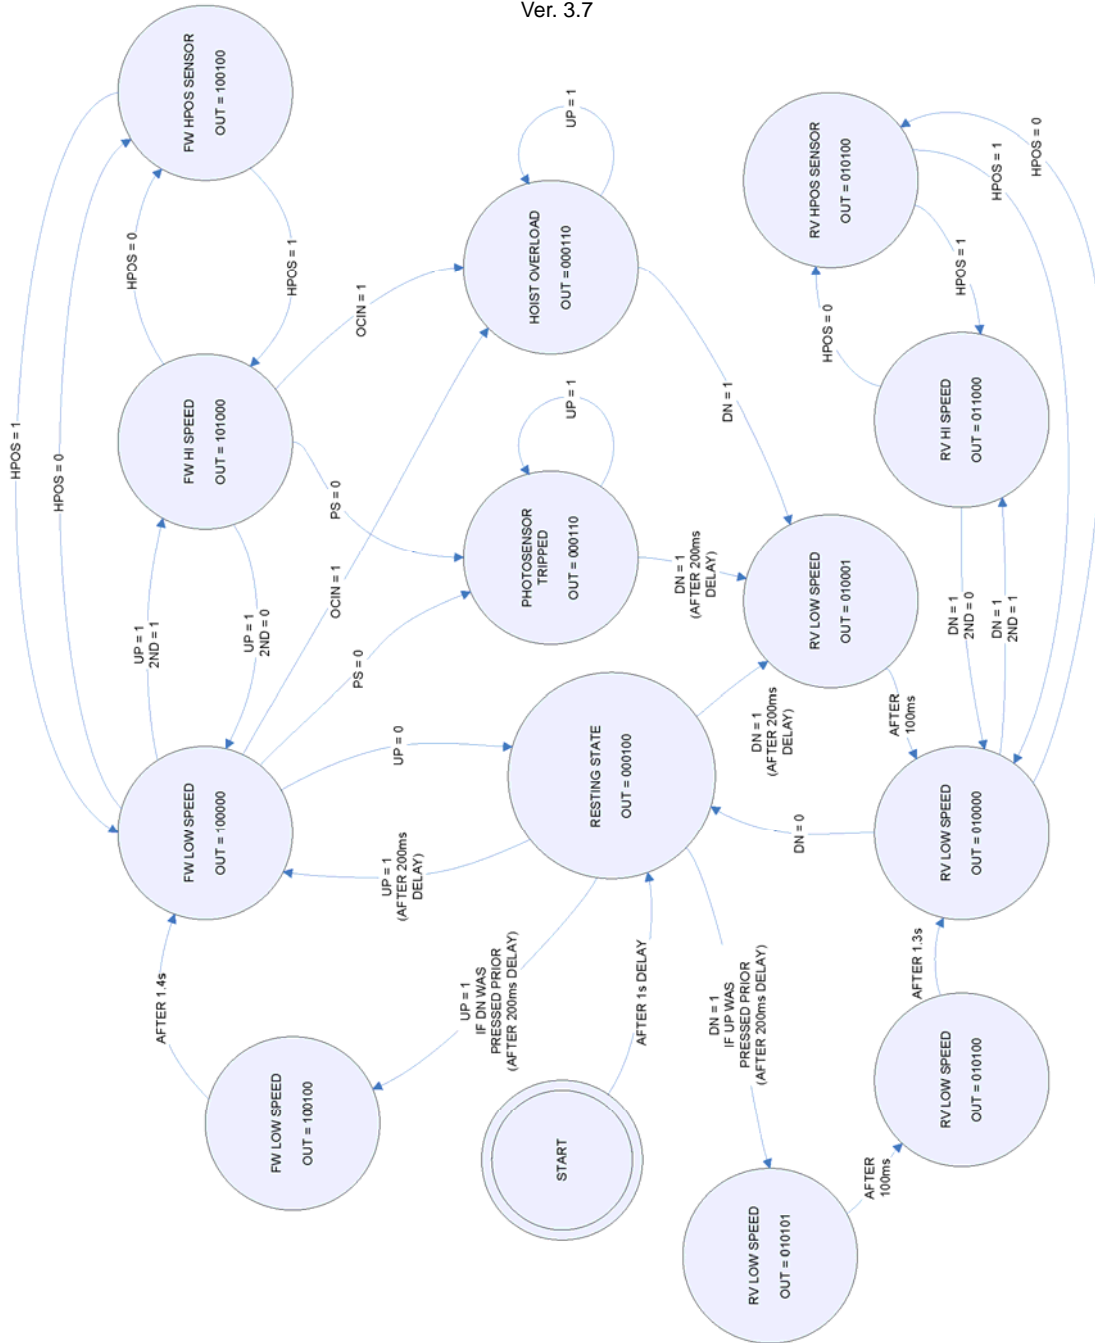 Ver. 3.7
FW HPOS SENSOR
OUT = 100100
HPOS = 1
HPOS = 0
HPOS = 0
HPOS = 1
FW HI SPEED
OUT = 101000
OCIN = 1
HOIST OVERLOAD
OUT = 000110
UP = 1
RV HPOS SENSOR
OUT = 010100
HPOS = 1
HPOS = 0
HPOS = 1
HPOS = 0
RV HI SPEED
OUT = 011000
DN = 1
UP = 1
PS = 0
PHOTOSENSOR
TRIPPED
OUT = 000110
OCIN = 1
PS = 0
UP = 1
2ND = 1
UP = 1
2ND = 0
DN = 1
(AFTER 200ms
DELAY)
RV LOW SPEED
OUT = 010001
DN = 1
2ND = 0
DN = 1
2ND = 1
FW LOW SPEED
OUT = 100000
UP = 0
RESTING STATE
OUT = 000100
DN = 1
(AFTER 200ms
DELAY)
AFTER
100ms
DN = 0
RV LOW SPEED
OUT = 010000
UP = 1
(AFTER 200ms
DELAY)
AFTER 1.4s
UP = 1
IF DN WAS
PRESSED PRIOR
(AFTER 200ms DELAY)
AFTER 1s DELAY
DN = 1
IF UP WAS
PRESSED PRIOR
(AFTER 200ms DELAY)
AFTER 1.3s
FW LOW SPEED
OUT = 100100
START
RV LOW SPEED
OUT = 010101
AFTER
100ms
RV LOW SPEED
OUT = 010100